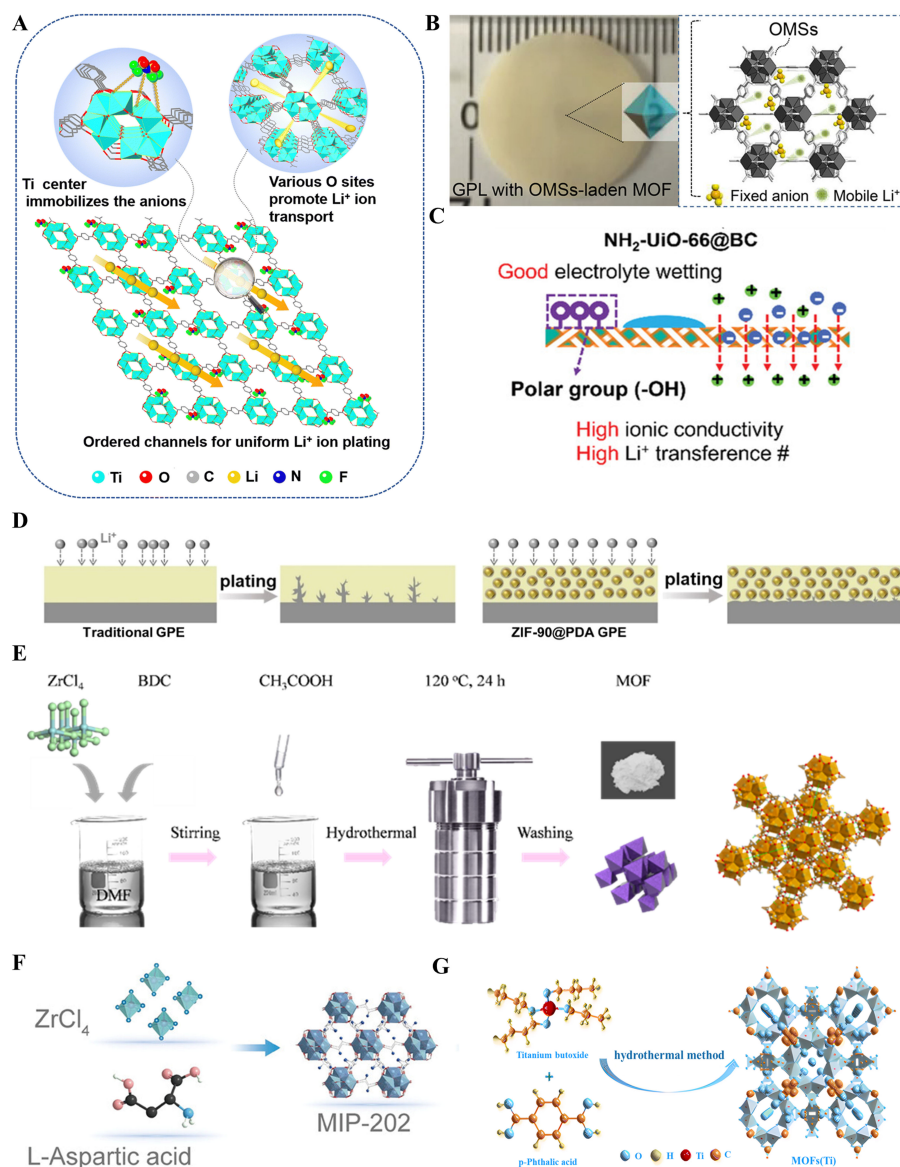 A
Ti center
immobilizes the anions
Various O sites
promote Li⁺ ion
transport
Ordered channels for uniform Li⁺ ion plating
Ti O C Li N F
B
OMSs
0
GPL with OMSs-laden MOF
Fixed anion Mobile Li⁺
C
NH₂-UiO-66@BC
Good electrolyte wetting
Polar group (-OH)
High ionic conductivity
High Li⁺ transference #
D
Li⁺
plating
Traditional GPE
plating
ZIF-90@PDA GPE
E
ZrCl₄ BDC CH₃COOH 120 °C, 24 h MOF
Stirring Hydrothermal Washing
DMF
F
ZrCl₄
MIP-202
L-Aspartic acid
G
Titanium butoxide
+
hydrothermal method
p-Phthalic acid
O H Ti C
MOFs(Ti)